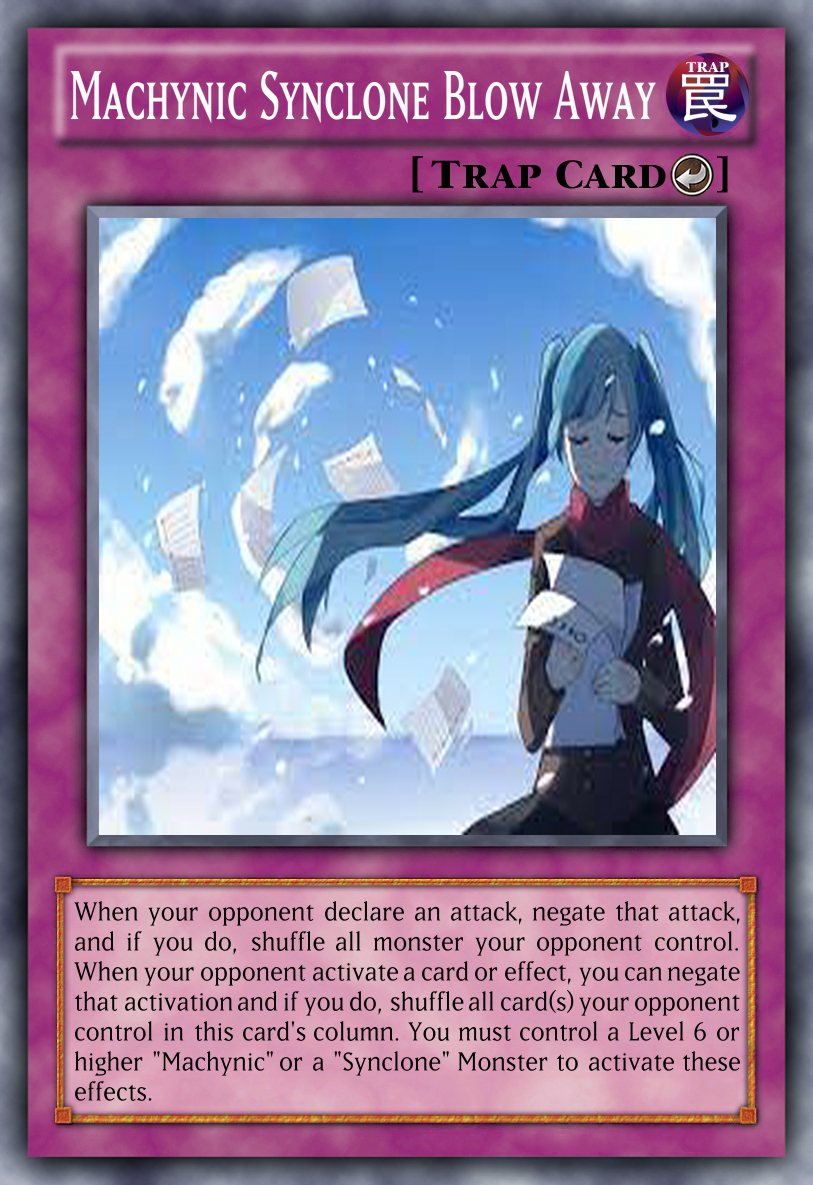 Machynic Synclone Blow Away
TRAP
罠
[Trap Card]
When your opponent declare an attack, negate that attack,
and if you do, shuffle all monster your opponent control.
When your opponent activate a card or effect, you can negate
that activation and if you do, shuffle all card(s) your opponent
control in this card's column. You must control a Level 6 or
higher "Machynic" or a "Synclone" Monster to activate these
effects.